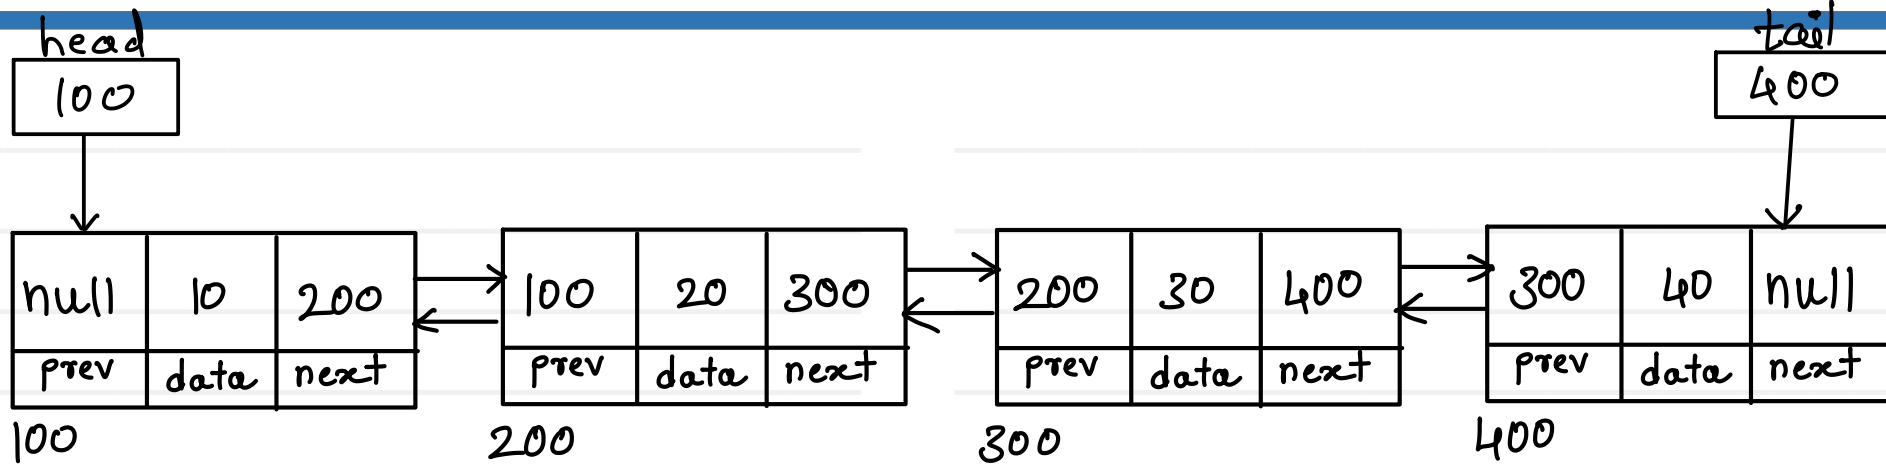 head tail
100 400
null 10 200 100 20 300 200 30 400 300 40 null
prev data next prev data next prev data next prev data next
100 200 300 400